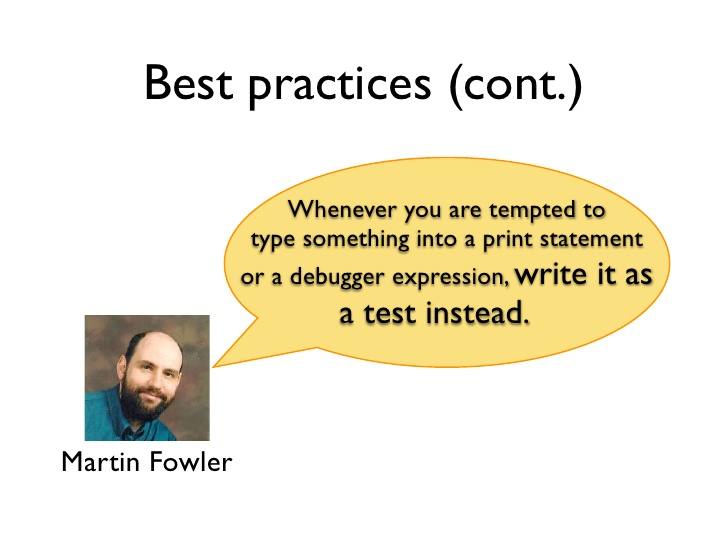 Best practices (cont.)
Whenever you are tempted to
type something into a print statement
or a debugger expression, write it as
a test instead.
Martin Fowler